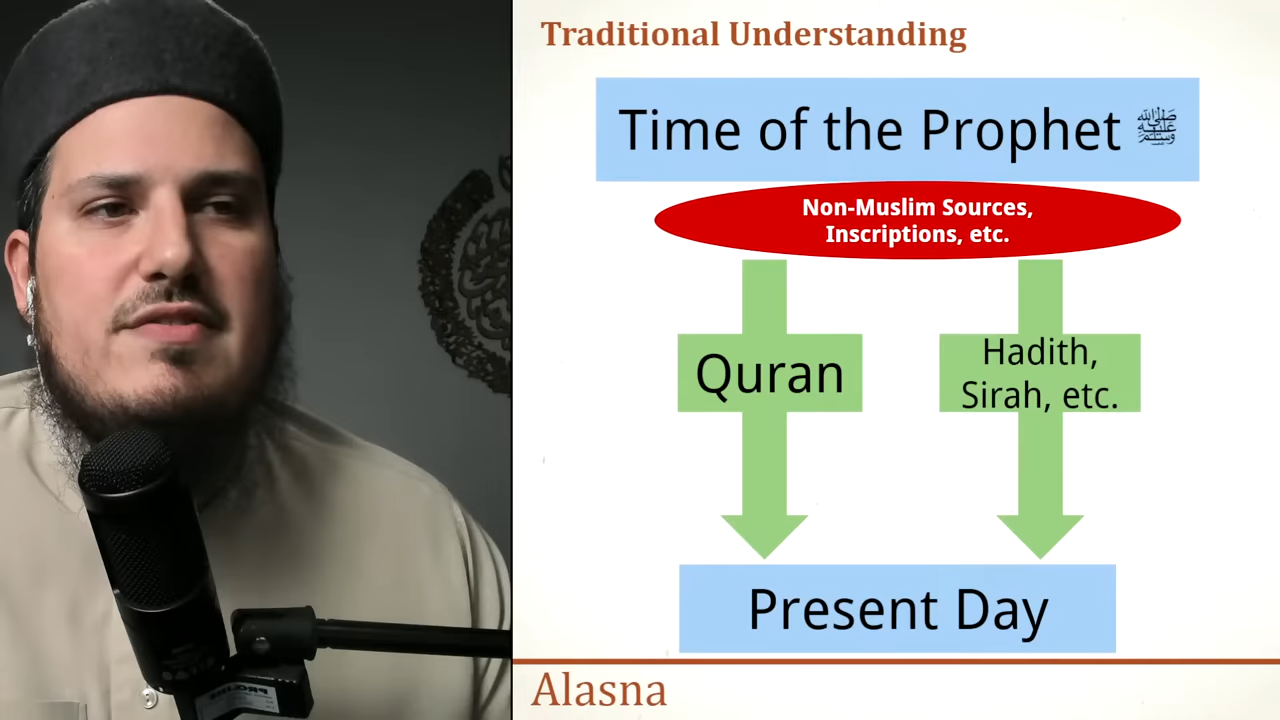 Traditional Understanding
Time of the Prophet ﷺ
Non-Muslim Sources,
Inscriptions, etc.
Quran
Hadith,
Sirah, etc.
Present Day
Alasna